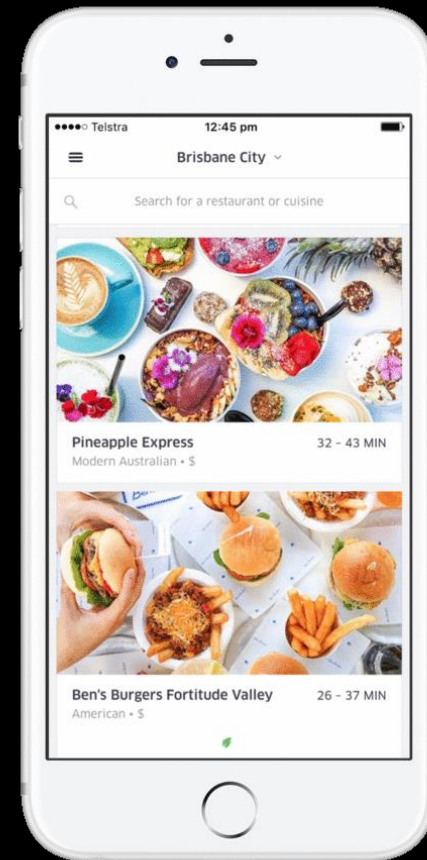 Telstra
12:45 pm
Brisbane City
Search for a restaurant or cuisine
Pineapple Express
32 - 43 MIN
Modern Australian • $
Ben's Burgers Fortitude Valley
26 - 37 MIN
American • $